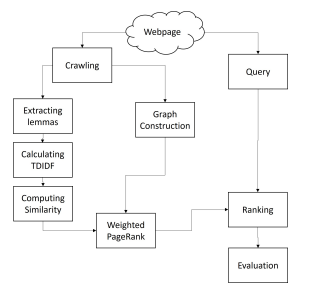 Webpage
Crawling
Query
Extracting
lemmas
Graph
Construction
Calculating
TDIDF
Computing
Similarity
Weighted
PageRank
Ranking
Evaluation